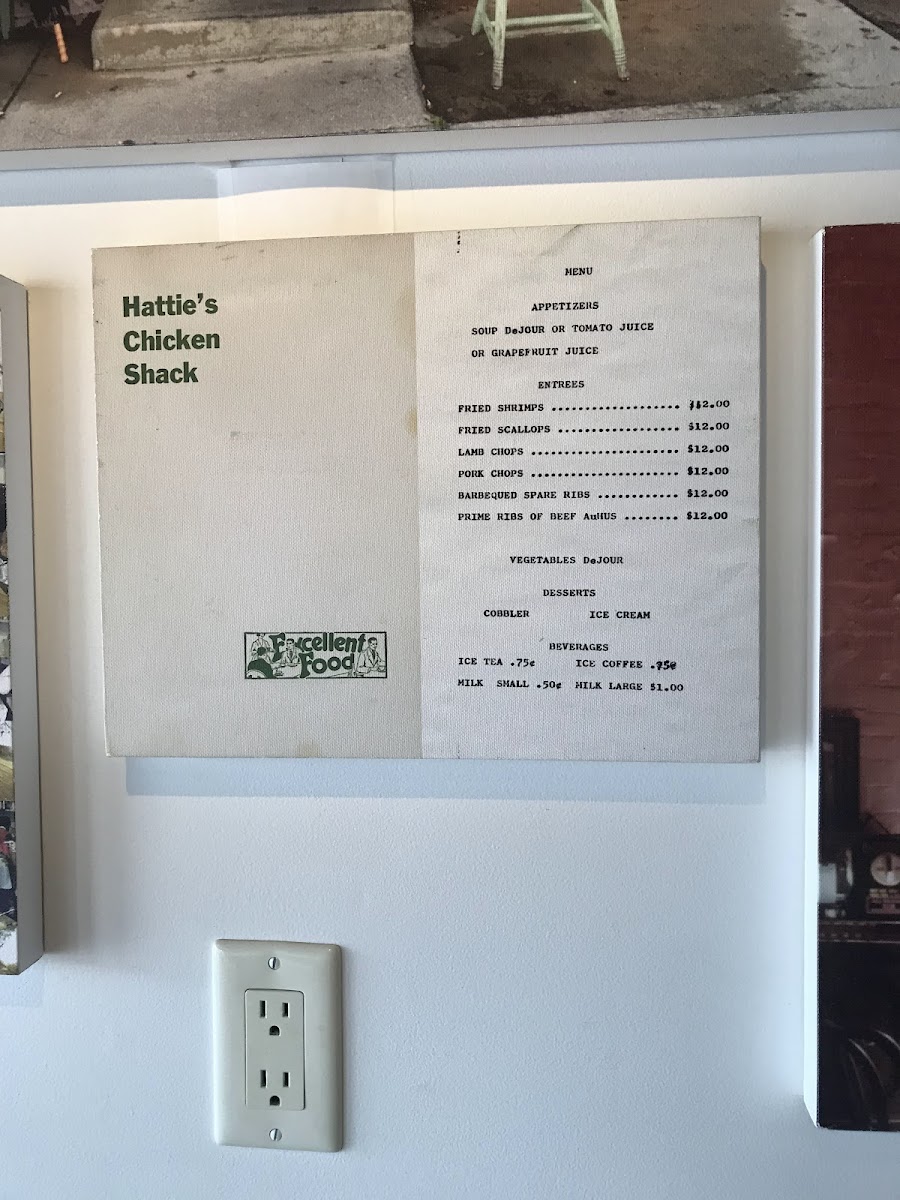 Hattie's
Chicken
Shack
Excellent
Food
MENU
APPETIZERS
SOUP DeJOUR OR TOMATO JUICE
OR GRAPEFRUIT JUICE
ENTREES
FRIED SHRIMPS ................... $12.00
FRIED SCALLOPS .................. $12.00
LAMB CHOPS ...................... $12.00
PORK CHOPS ...................... $12.00
BARBEQUED SPARE RIBS ............ $12.00
PRIME RIBS OF BEEF AuHUS ........ $12.00
VEGETABLES DeJOUR
DESSERTS
COBBLER ICE CREAM
BEVERAGES
ICE TEA .75¢ ICE COFFEE .75¢
MILK SMALL .50¢ MILK LARGE $1.00